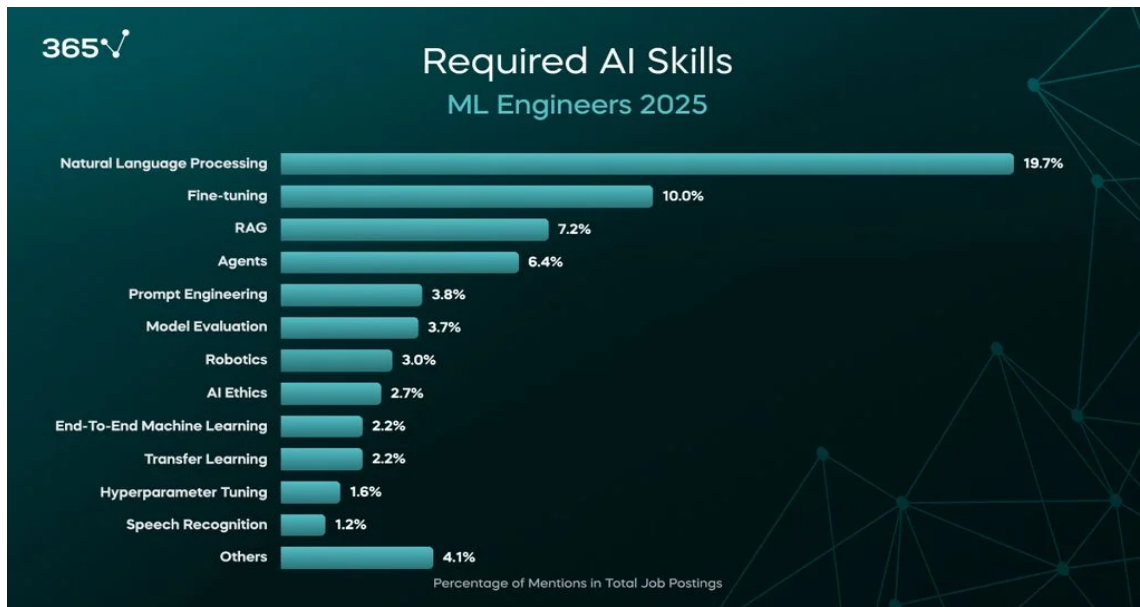 365
Required AI Skills
ML Engineers 2025
Natural Language Processing 19.7%
Fine-tuning 10.0%
RAG 7.2%
Agents 6.4%
Prompt Engineering 3.8%
Model Evaluation 3.7%
Robotics 3.0%
AI Ethics 2.7%
End-To-End Machine Learning 2.2%
Transfer Learning 2.2%
Hyperparameter Tuning 1.6%
Speech Recognition 1.2%
Others 4.1%
Percentage of Mentions in Total Job Postings